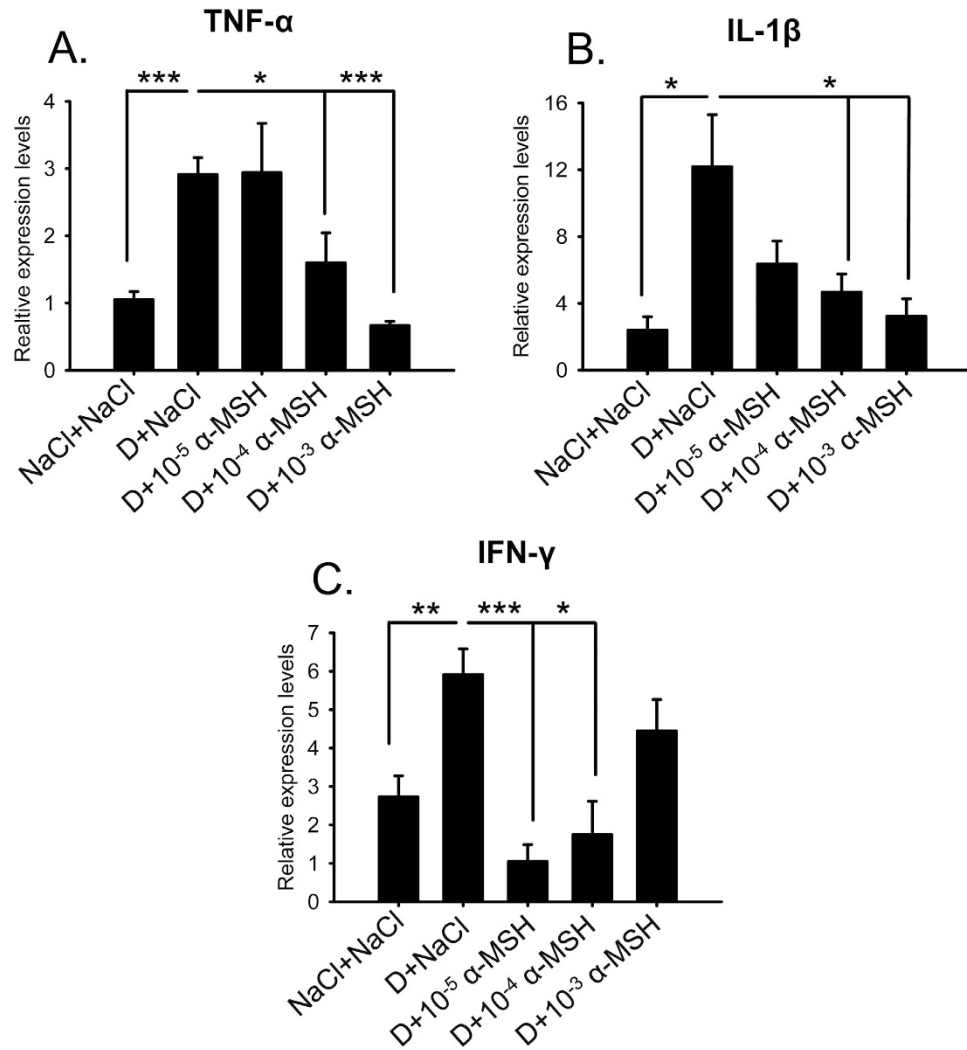 TNF-α
A.
*** * ***
Realtive expression levels
4
3
2
1
0
NaCl+NaCl
D+NaCl
D+10⁻⁵ α-MSH
D+10⁻⁴ α-MSH
D+10⁻³ α-MSH
IL-1β
B.
* *
Relative expression levels
16
12
8
4
0
NaCl+NaCl
D+NaCl
D+10⁻⁵ α-MSH
D+10⁻⁴ α-MSH
D+10⁻³ α-MSH
IFN-γ
C.
** *** *
Relative expression levels
7
6
5
4
3
2
1
0
NaCl+NaCl
D+NaCl
D+10⁻⁵ α-MSH
D+10⁻⁴ α-MSH
D+10⁻³ α-MSH